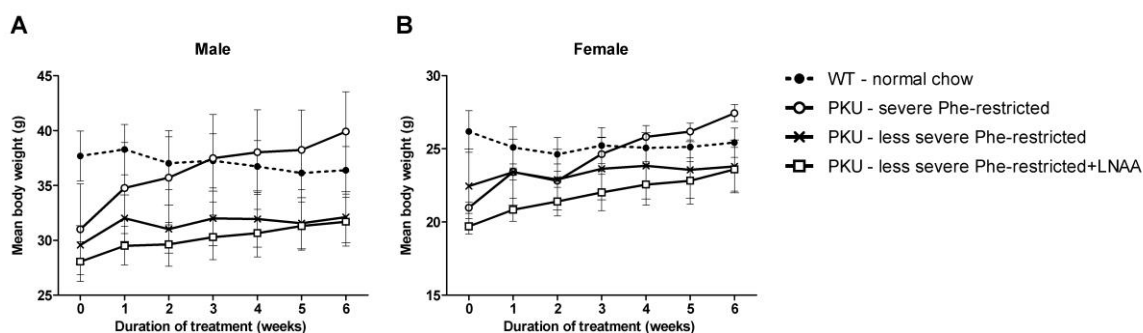 A
Male
Mean body weight (g)
45
40
35
30
25
0 1 2 3 4 5 6
Duration of treatment (weeks)
B
Female
Mean body weight (g)
30
25
20
15
0 1 2 3 4 5 6
Duration of treatment (weeks)
WT - normal chow
PKU - severe Phe-restricted
PKU - less severe Phe-restricted
PKU - less severe Phe-restricted+LNAA